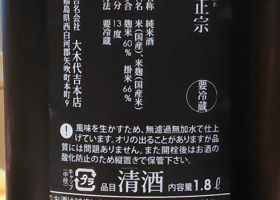 正宗
純米酒
米(国産)、米麹(国産米)
麹米 60% 掛米 66%
13度
要冷蔵
大木代吉本店
福島県西白河郡矢吹町本町9
要冷蔵
風味を生かすため、無濾過無加水で仕上
げています。オリの出ることがありますが品
質には問題ありません。また開栓後はお酒の
酸化防止のため縦置きで保管下さい。
品目 清酒 内容量 1.8ℓ